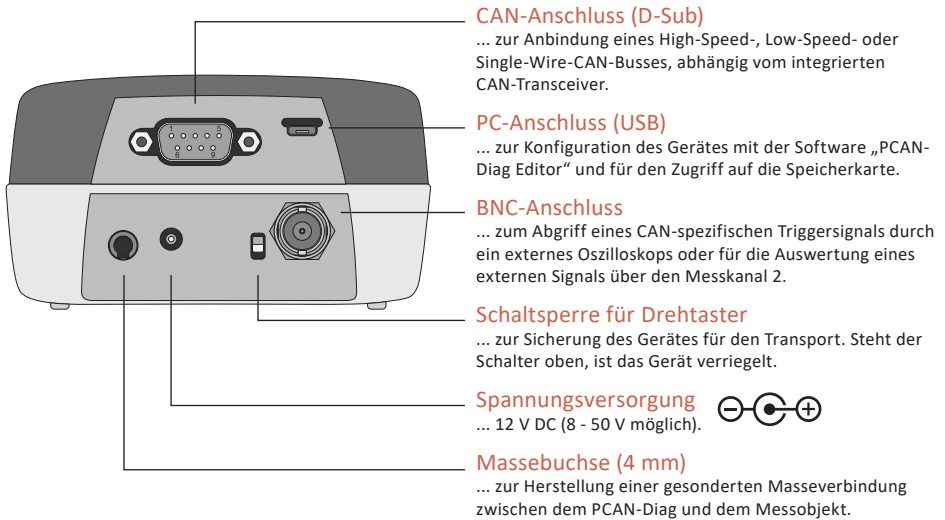 CAN-Anschluss (D-Sub)
... zur Anbindung eines High-Speed-, Low-Speed- oder
Single-Wire-CAN-Busses, abhängig vom integrierten
CAN-Transceiver.
PC-Anschluss (USB)
... zur Konfiguration des Gerätes mit der Software „PCAN-
Diag Editor“ und für den Zugriff auf die Speicherkarte.
BNC-Anschluss
... zum Abgriff eines CAN-spezifischen Triggersignals durch
ein externes Oszilloskops oder für die Auswertung eines
externen Signals über den Messkanal 2.
Schaltsperre für Drehtaster
... zur Sicherung des Gerätes für den Transport. Steht der
Schalter oben, ist das Gerät verriegelt.
Spannungsversorgung
... 12 V DC (8 - 50 V möglich).
Massebuchse (4 mm)
... zur Herstellung einer gesonderten Masseverbindung
zwischen dem PCAN-Diag und dem Messobjekt.
1 5
6 9